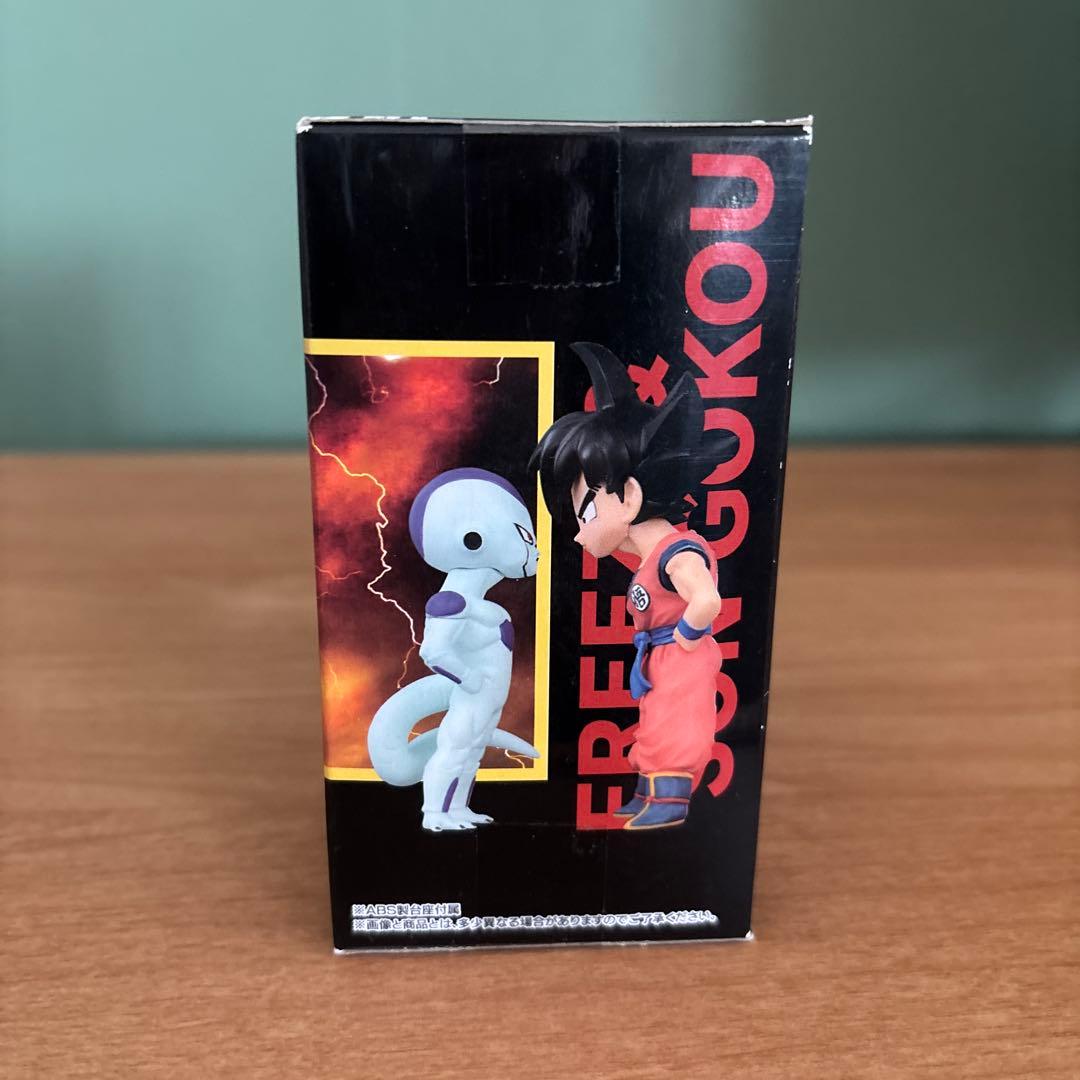 FREEZA &
SON GOKOU
※ABS製台座付属
※画像と商品とは、多少異なる場合がありますのでご了承ください。